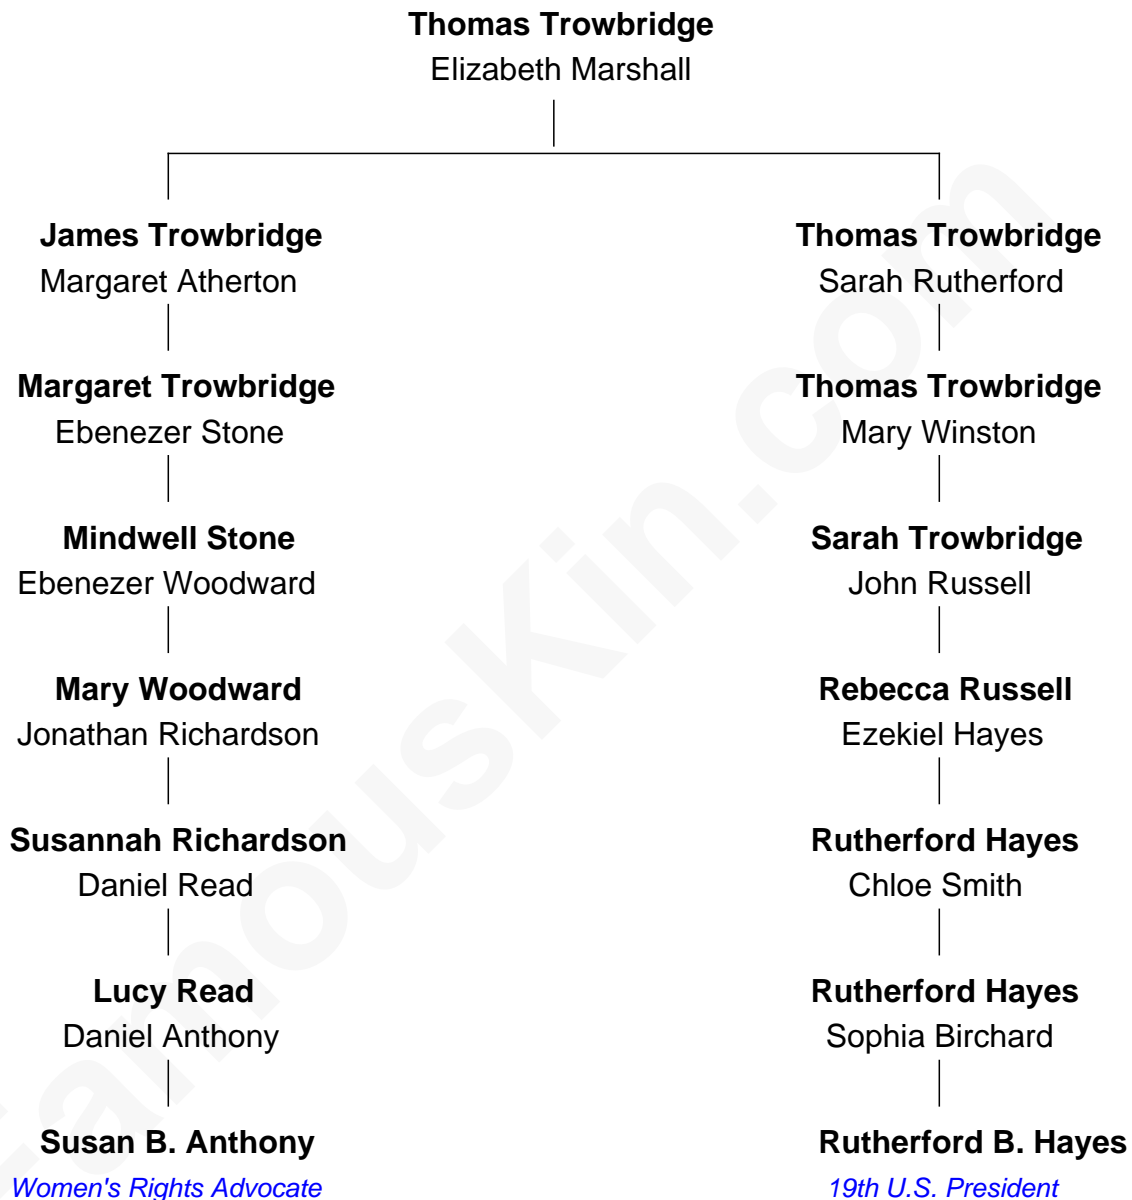 Thomas Trowbridge
Elizabeth Marshall
James Trowbridge
Margaret Atherton
Thomas Trowbridge
Sarah Rutherford
Margaret Trowbridge
Ebenezer Stone
Thomas Trowbridge
Mary Winston
Mindwell Stone
Ebenezer Woodward
Sarah Trowbridge
John Russell
Mary Woodward
Jonathan Richardson
Rebecca Russell
Ezekiel Hayes
Susannah Richardson
Daniel Read
Rutherford Hayes
Chloe Smith
Lucy Read
Daniel Anthony
Rutherford Hayes
Sophia Birchard
Susan B. Anthony
Women's Rights Advocate
Rutherford B. Hayes
19th U.S. President
FamousKin.com